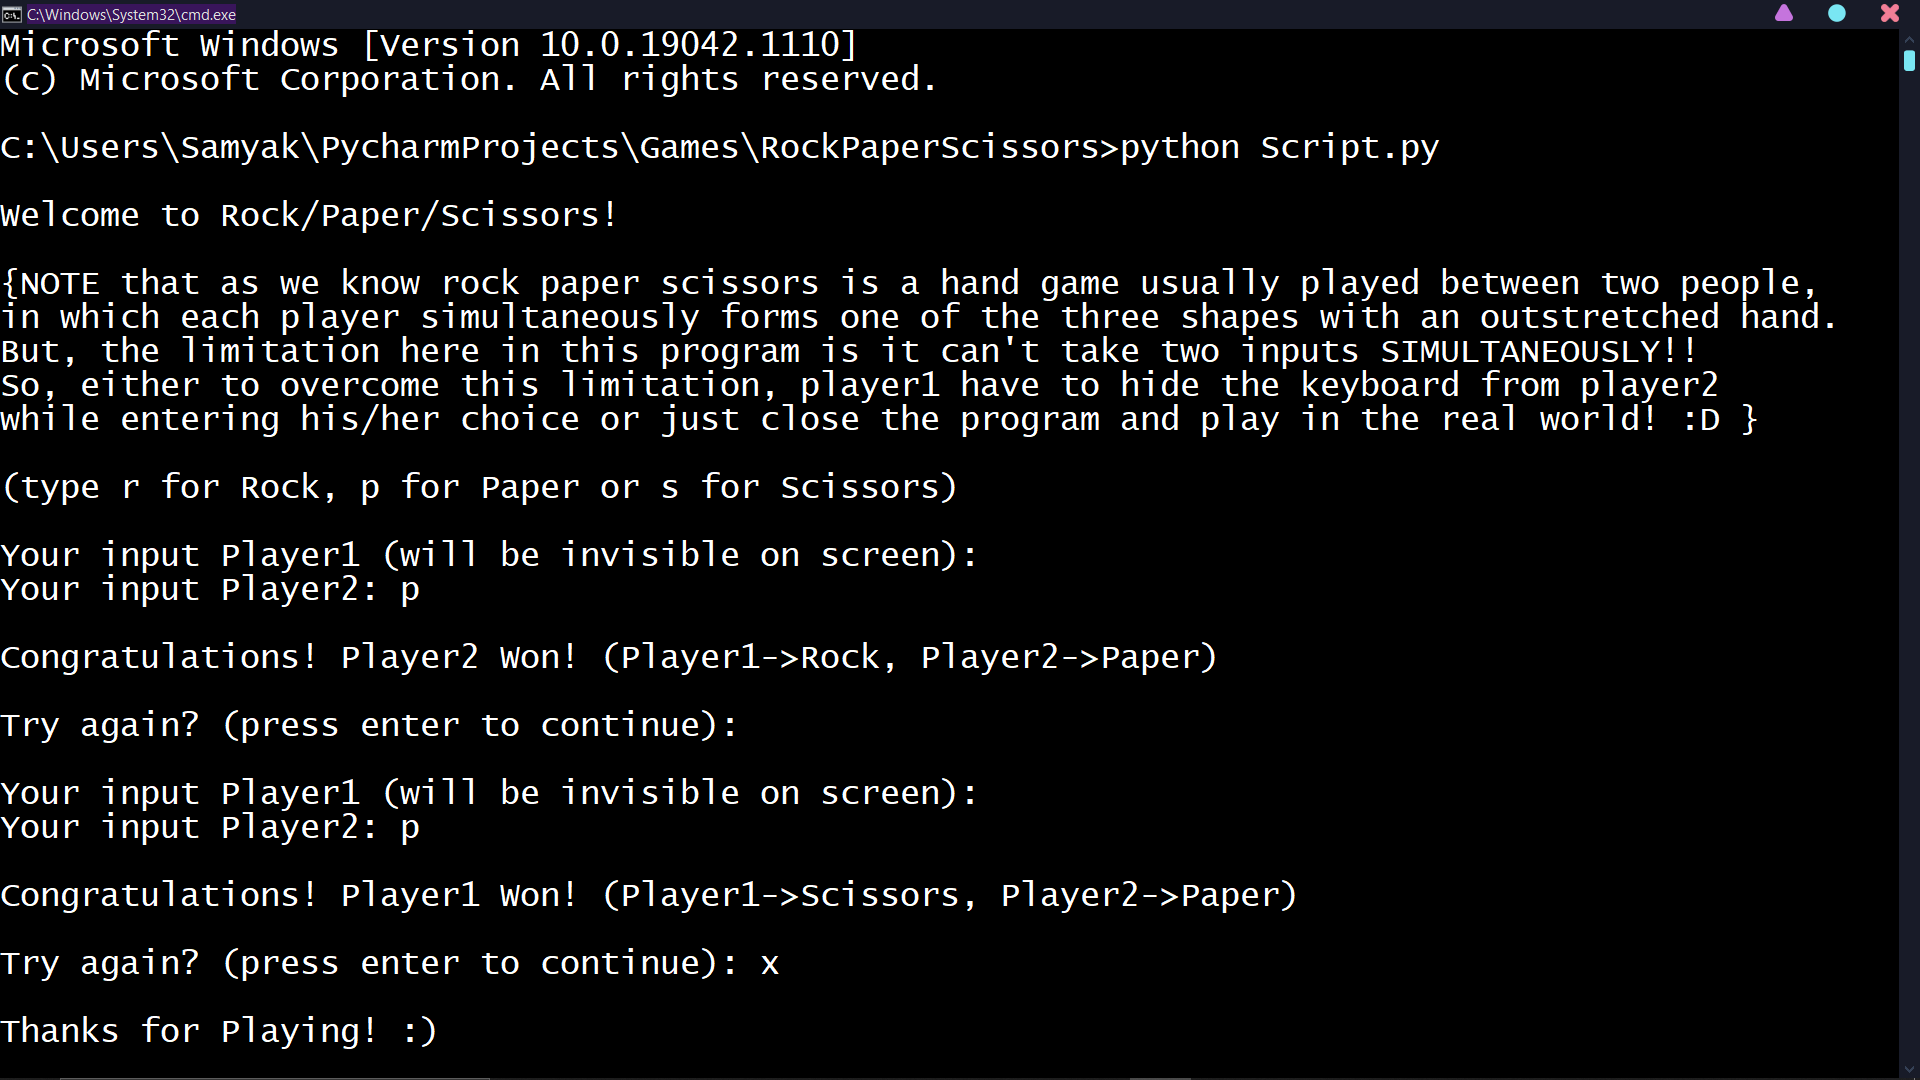 C:\Windows\System32\cmd.exe
Microsoft Windows [Version 10.0.19042.1110]
(c) Microsoft Corporation. All rights reserved.
C:\Users\Samyak\PycharmProjects\Games\RockPaperScissors>python Script.py
Welcome to Rock/Paper/Scissors!
{NOTE that as we know rock paper scissors is a hand game usually played between two people,
in which each player simultaneously forms one of the three shapes with an outstretched hand.
But, the limitation here in this program is it can't take two inputs SIMULTANEOUSLY!!
So, either to overcome this limitation, player1 have to hide the keyboard from player2
while entering his/her choice or just close the program and play in the real world! :D }
(type r for Rock, p for Paper or s for Scissors)
Your input Player1 (will be invisible on screen):
Your input Player2: p
Congratulations! Player2 Won! (Player1->Rock, Player2->Paper)
Try again? (press enter to continue):
Your input Player1 (will be invisible on screen):
Your input Player2: p
Congratulations! Player1 Won! (Player1->Scissors, Player2->Paper)
Try again? (press enter to continue): x
Thanks for Playing! :)